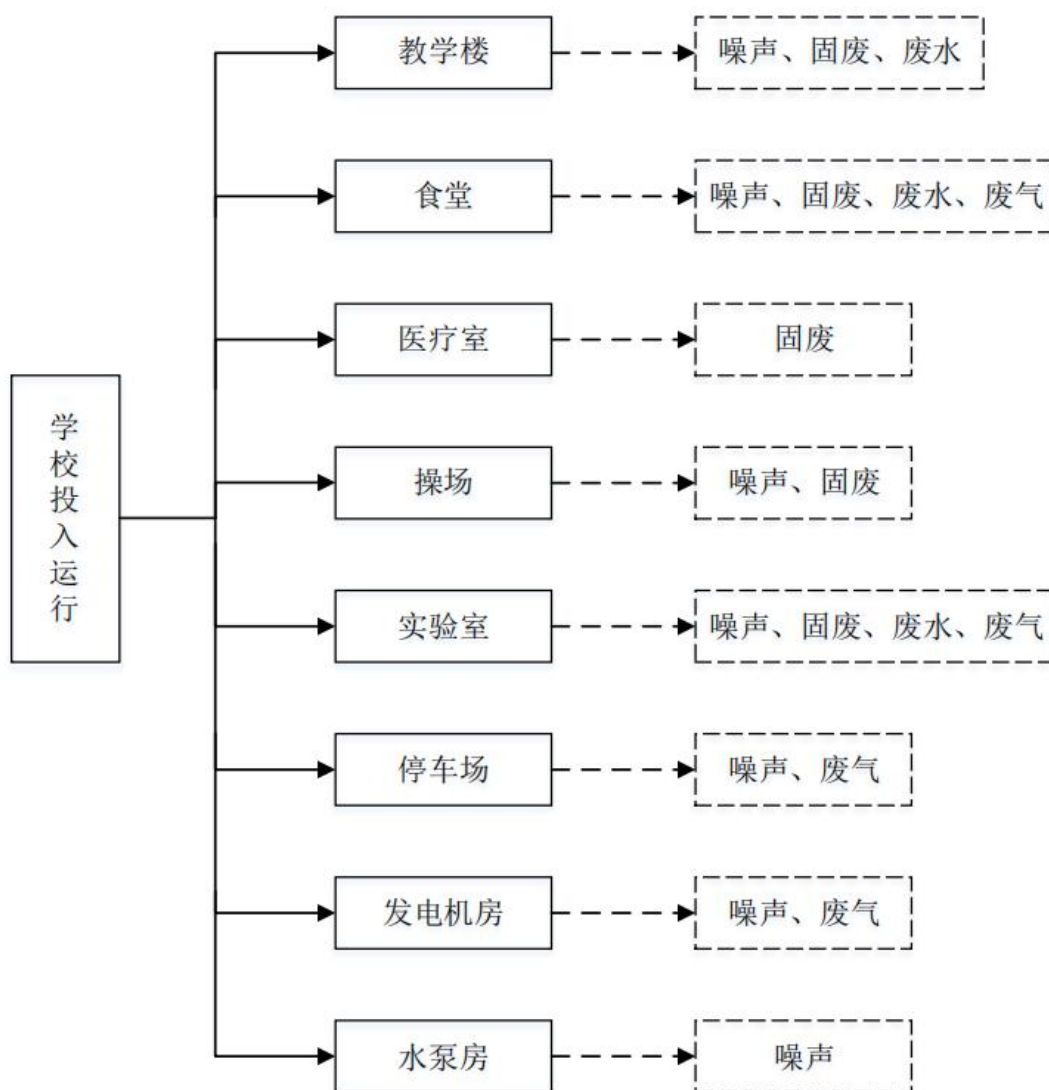 教学楼
噪声、固废、废水
食堂
噪声、固废、废水、废气
医疗室
固废
学校投入运行
操场
噪声、固废
实验室
噪声、固废、废水、废气
停车场
噪声、废气
发电机房
噪声、废气
水泵房
噪声